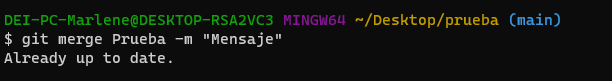 DEI-PC-Marlene@DESKTOP-RSA2VC3 MINGW64 ~/Desktop/prueba (main)
$ git merge Prueba -m "Mensaje"
Already up to date.